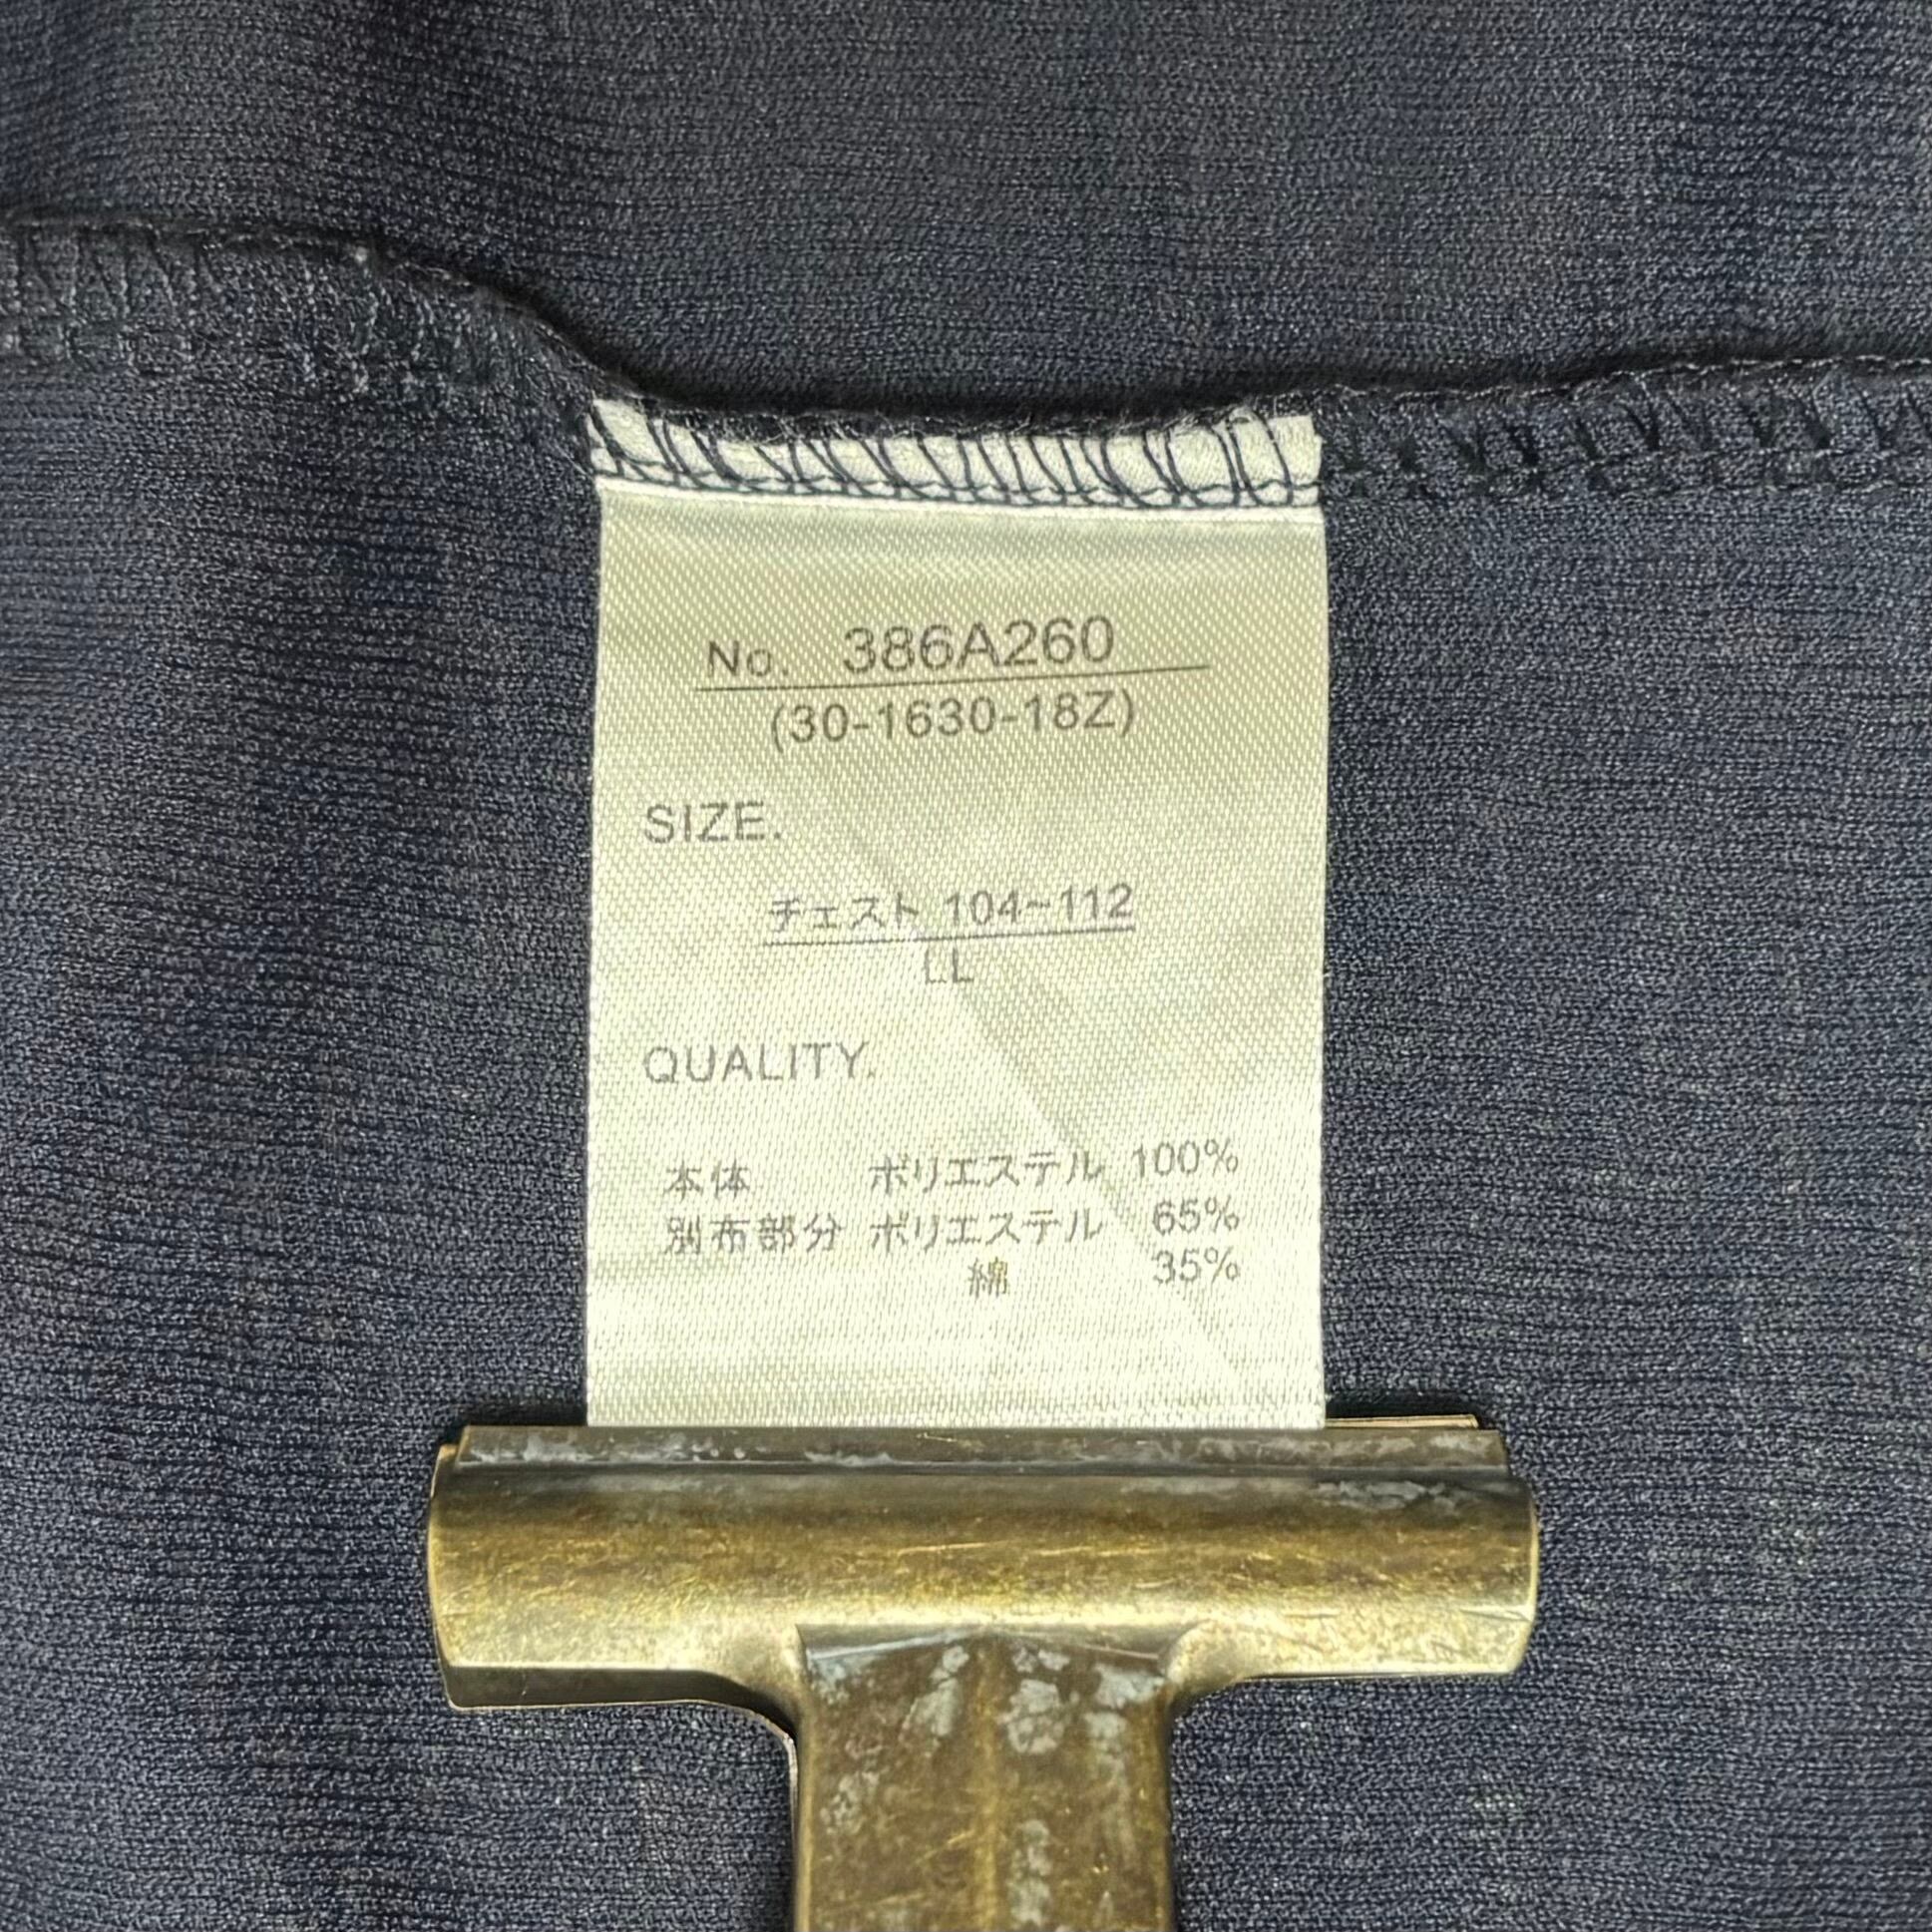 No. 386A260
(30-1630-18Z)
SIZE.
チェスト 104~112
LL
QUALITY.
本体 ポリエステル 100%
別布部分 ポリエステル 65%
綿 35%